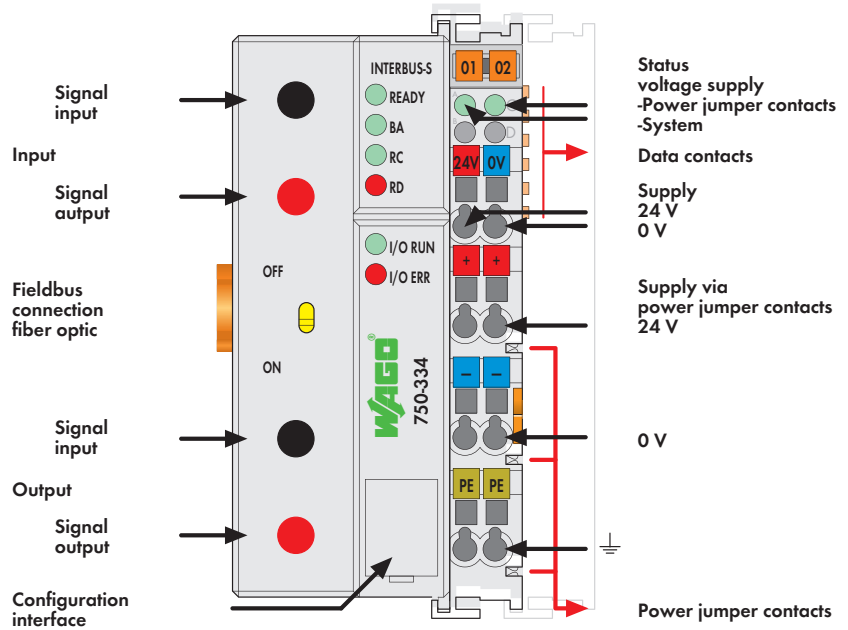 Signal
input
Input
Signal
autput
Fieldbus
connection
fiber optic
Signal
input
Output
Signal
output
Configuration
interface
INTERBUS-S
READY
BA
RC
RD
I/O RUN
I/O ERR
OFF
ON
WAGO®
750-334
01 02
A
B
D
24V 0V
+ +
– –
PE PE
Status
voltage supply
-Power jumper contacts
-System
Data contacts
Supply
24 V
0 V
Supply via
power jumper contacts
24 V
0 V
Power jumper contacts